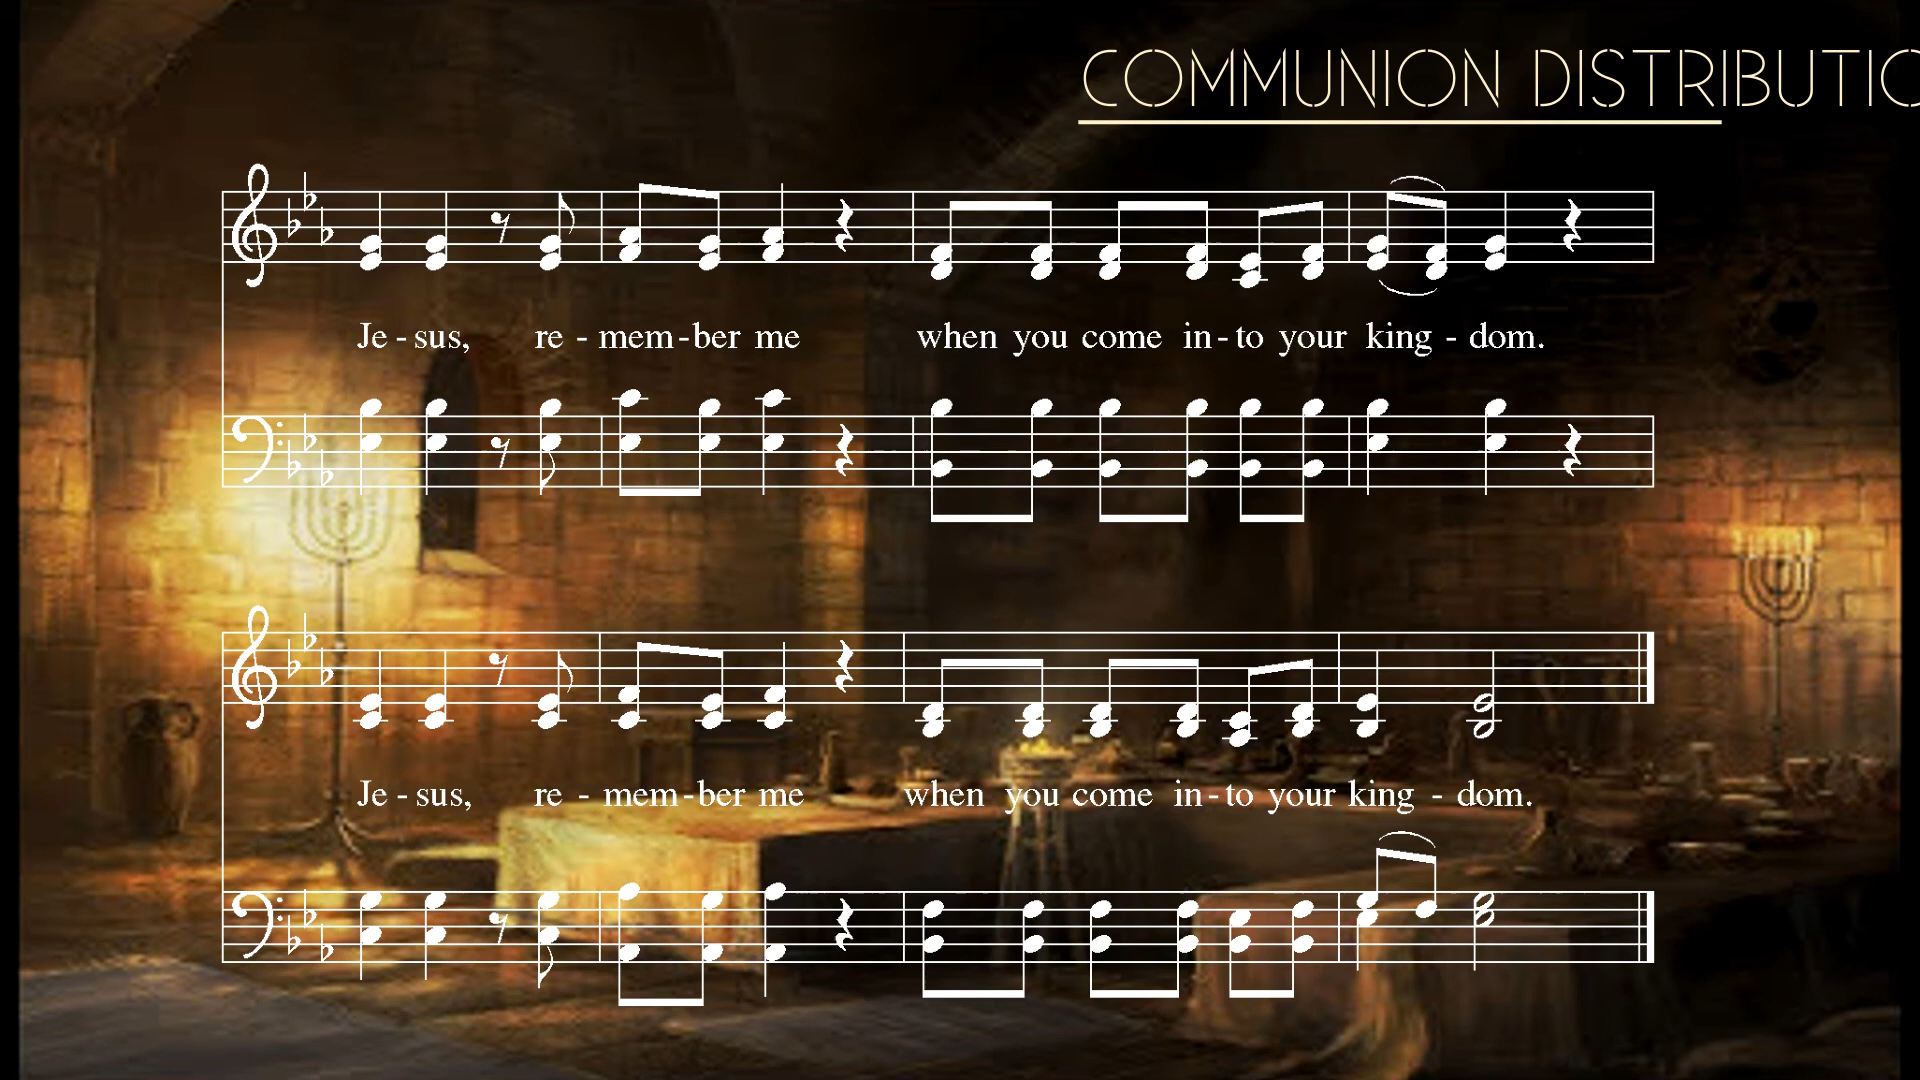 COMMUNION DISTRIBUTIO
Je - sus, re - mem - ber me when you come in - to your king - dom.
Je - sus, re - mem - ber me when you come in - to your king - dom.